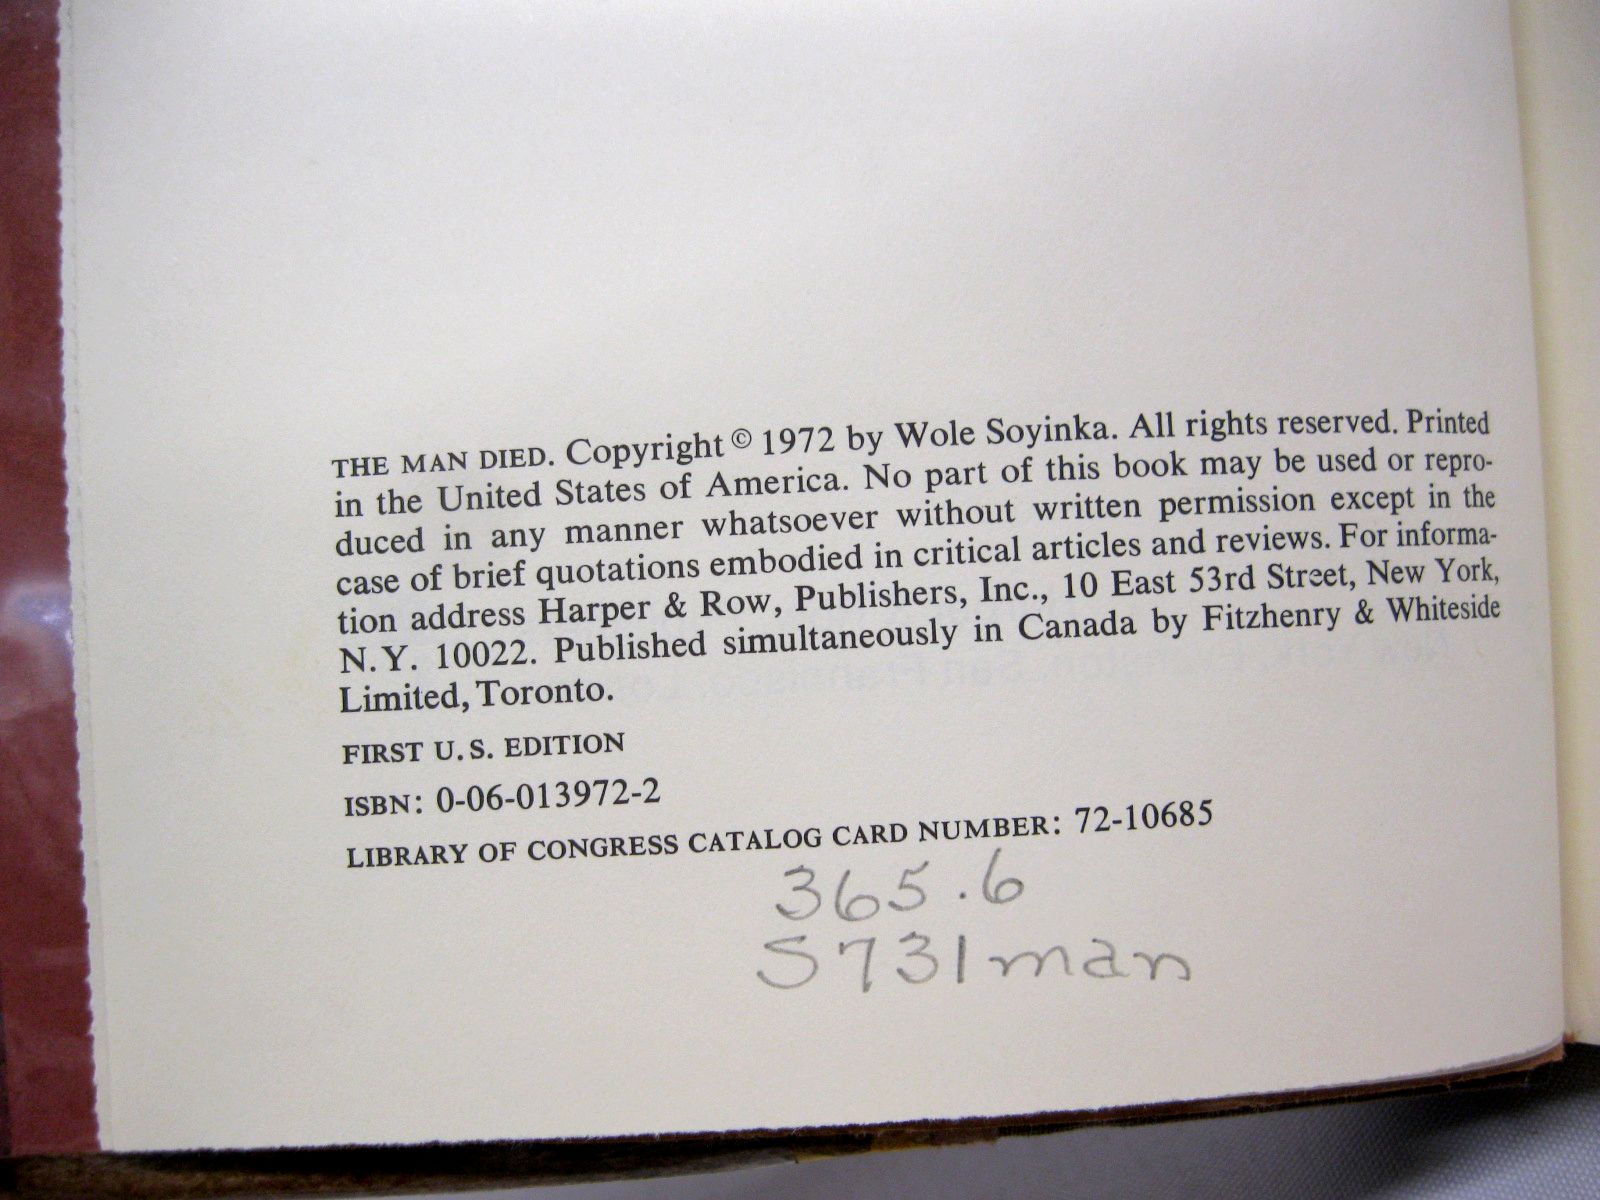 THE MAN DIED. Copyright © 1972 by Wole Soyinka. All rights reserved. Printed
in the United States of America. No part of this book may be used or repro-
duced in any manner whatsoever without written permission except in the
case of brief quotations embodied in critical articles and reviews. For informa-
tion address Harper & Row, Publishers, Inc., 10 East 53rd Street, New York,
N.Y. 10022. Published simultaneously in Canada by Fitzhenry & Whiteside
Limited, Toronto.
FIRST U.S. EDITION
ISBN: 0-06-013972-2
LIBRARY OF CONGRESS CATALOG CARD NUMBER: 72-10685
365.6
S731man